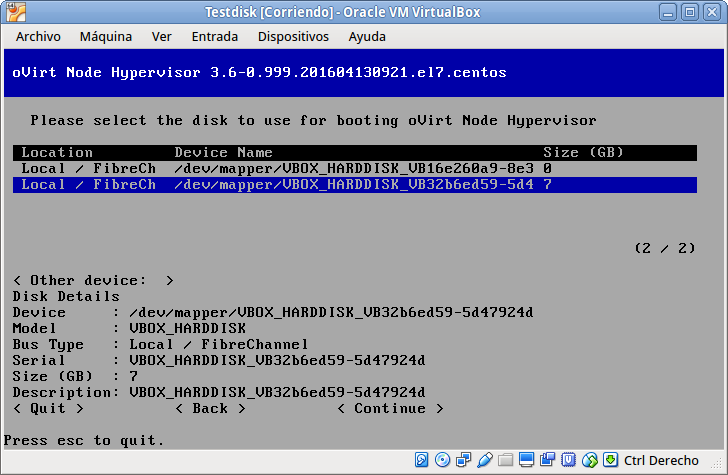 Testdisk [Corriendo] - Oracle VM VirtualBox
Archivo Máquina Ver Entrada Dispositivos Ayuda
oVirt Node Hypervisor 3.6-0.999.201604130921.el7.centos
Please select the disk to use for booting oVirt Node Hypervisor
Location Device Name Size (GB)
Local / FibreCh /dev/mapper/VBOX_HARDDISK_VB16e260a9-8e3 0
Local / FibreCh /dev/mapper/VBOX_HARDDISK_VB32b6ed59-5d4 7
(2 / 2)
< Other device: >
Disk Details
Device : /dev/mapper/VBOX_HARDDISK_VB32b6ed59-5d47924d
Model : VBOX_HARDDISK
Bus Type : Local / FibreChannel
Serial : VBOX_HARDDISK_VB32b6ed59-5d47924d
Size (GB) : 7
Description: VBOX_HARDDISK_VB32b6ed59-5d47924d
< Quit > < Back > < Continue >
Press esc to quit.
Ctrl Derecho